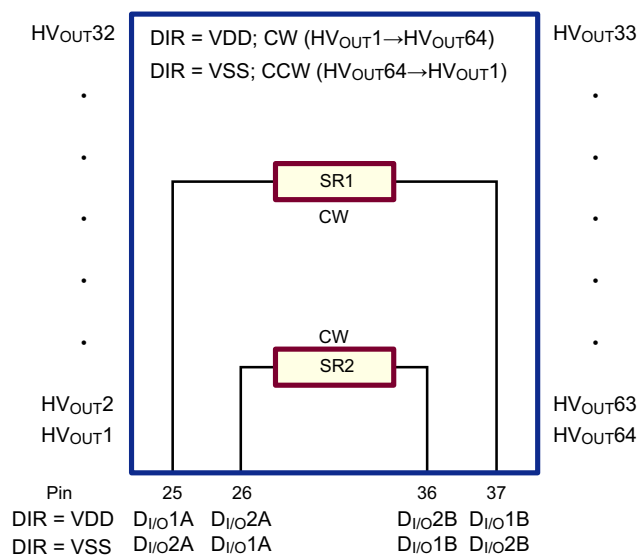 HVOUT32
DIR = VDD; CW (HVOUT1→HVOUT64)
HVOUT33
DIR = VSS; CCW (HVOUT64→HVOUT1)
SR1
CW
CW
SR2
HVOUT2
HVOUT63
HVOUT1
HVOUT64
Pin 25 26 36 37
DIR = VDD DI/O1A DI/O2A DI/O2B DI/O1B
DIR = VSS DI/O2A DI/O1A DI/O1B DI/O2B